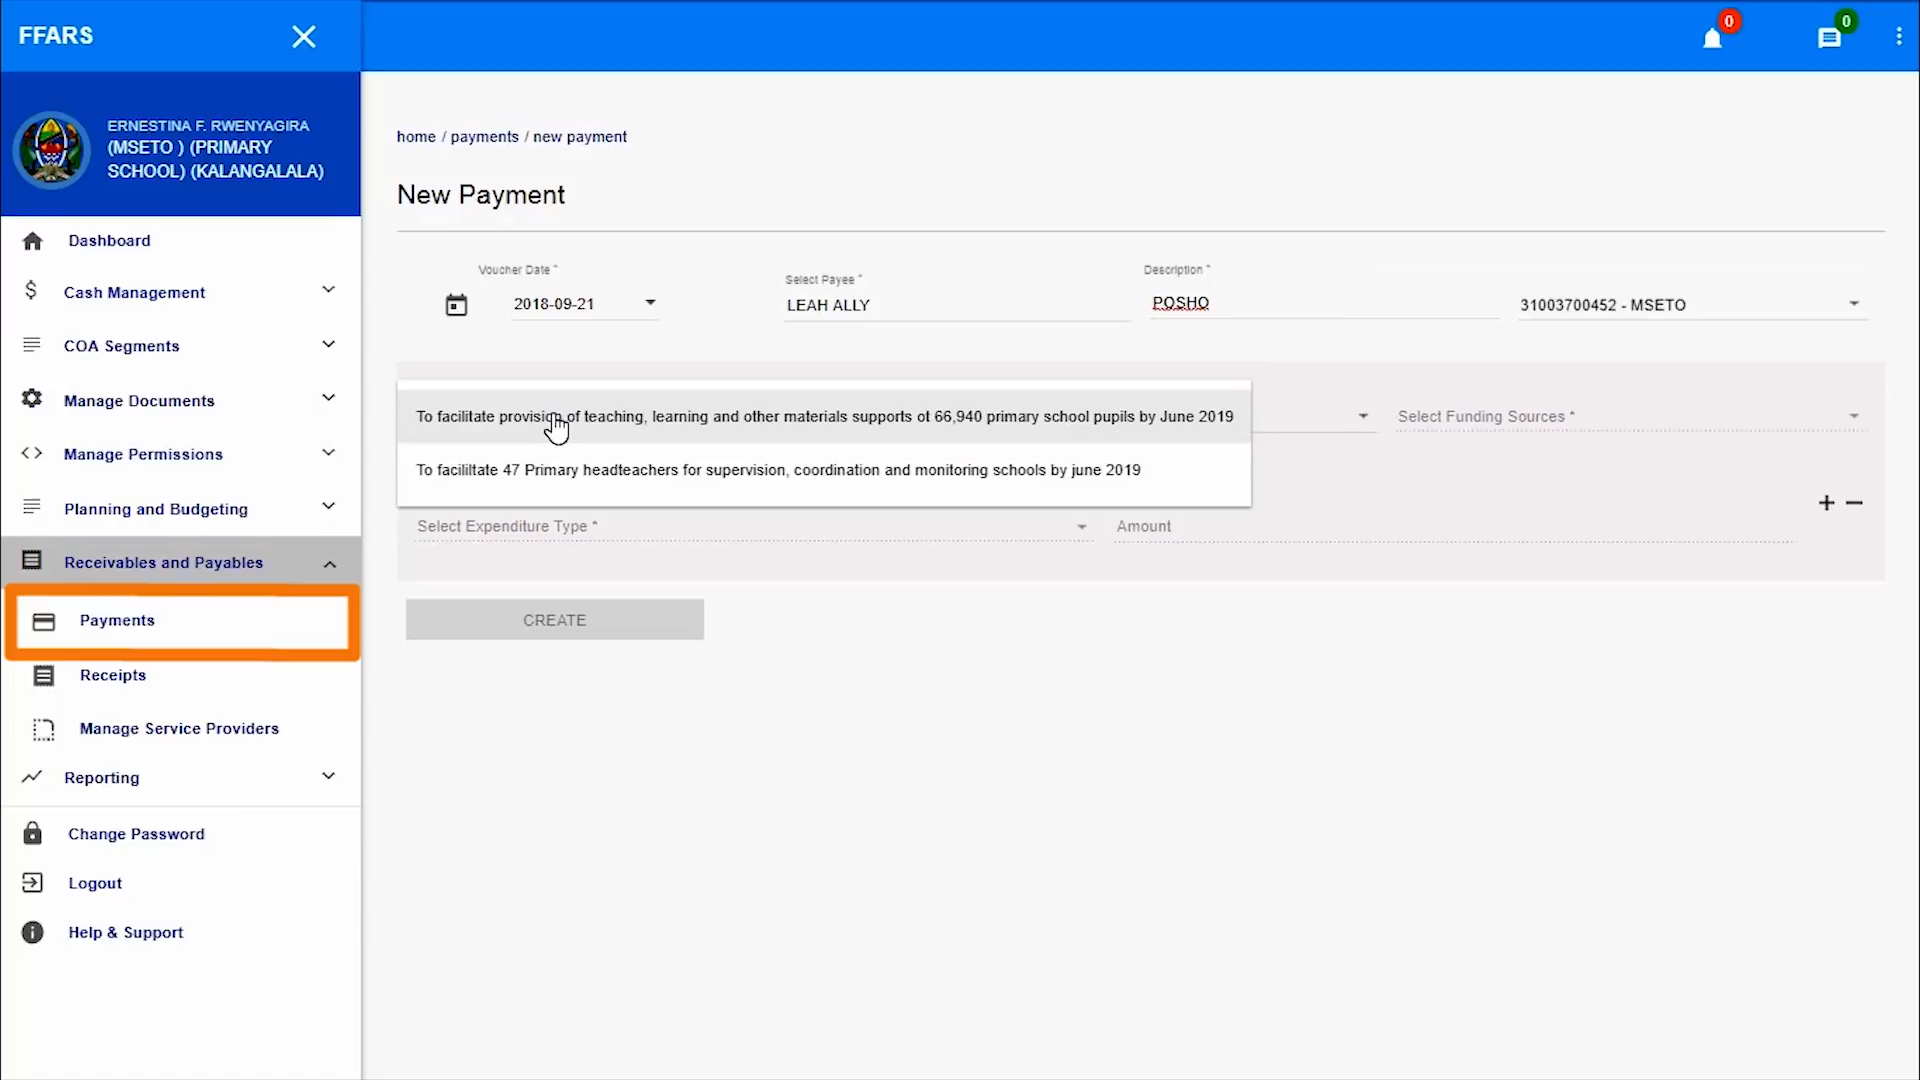 FFARS
0
0
ERNESTINA F. RWENYAGIRA
(MSETO ) (PRIMARY
SCHOOL) (KALANGALALA)
Dashboard
Cash Management
COA Segments
Manage Documents
Manage Permissions
Planning and Budgeting
Receivables and Payables
Payments
Receipts
Manage Service Providers
Reporting
Change Password
Logout
Help & Support
home / payments / new payment
New Payment
Voucher Date *
2018-09-21
Select Payee *
LEAH ALLY
Description *
POSHO
31003700452 - MSETO
To facilitate provision of teaching, learning and other materials supports ot 66,940 primary school pupils by June 2019
Select Funding Sources *
To facililtate 47 Primary headteachers for supervision, coordination and monitoring schools by june 2019
Select Expenditure Type *
Amount
CREATE